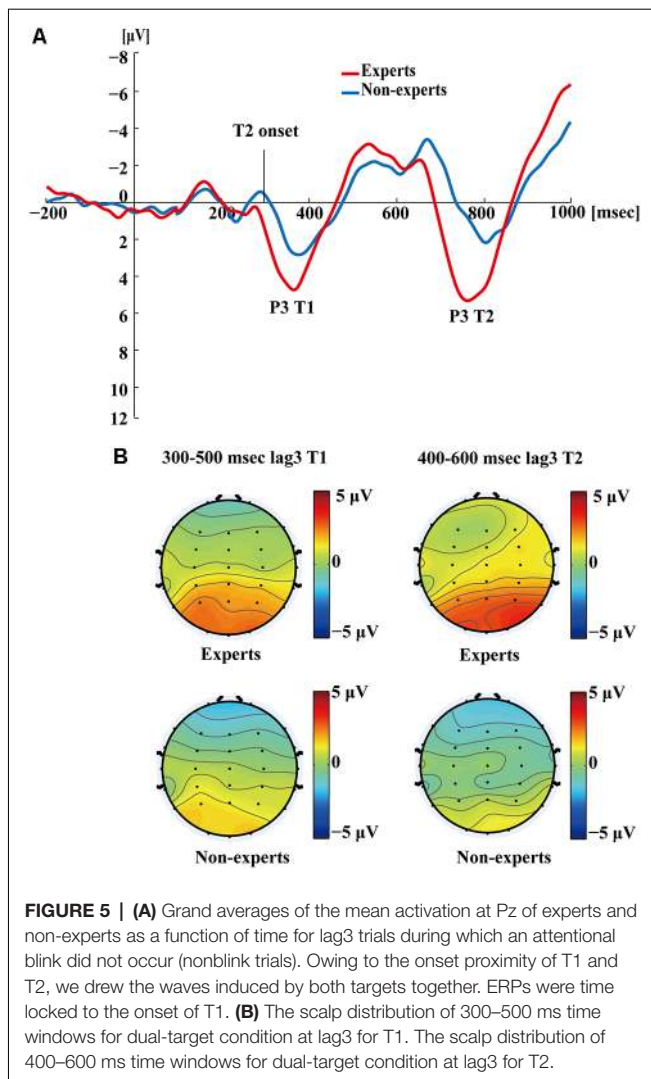 A
[μV]
−8
−6
−4
−2
0
2
4
6
8
10
12
Experts
Non-experts
T2 onset
−200
200
400
600
800
1000 [msec]
P3 T1
P3 T2
B
300-500 msec lag3 T1
400-600 msec lag3 T2
5 μV
0
−5 μV
Experts
5 μV
0
−5 μV
Experts
5 μV
0
−5 μV
Non-experts
5 μV
0
−5 μV
Non-experts
FIGURE 5 | (A) Grand averages of the mean activation at Pz of experts and
non-experts as a function of time for lag3 trials during which an attentional
blink did not occur (nonblink trials). Owing to the onset proximity of T1 and
T2, we drew the waves induced by both targets together. ERPs were time
locked to the onset of T1. (B) The scalp distribution of 300–500 ms time
windows for dual-target condition at lag3 for T1. The scalp distribution of
400–600 ms time windows for dual-target condition at lag3 for T2.